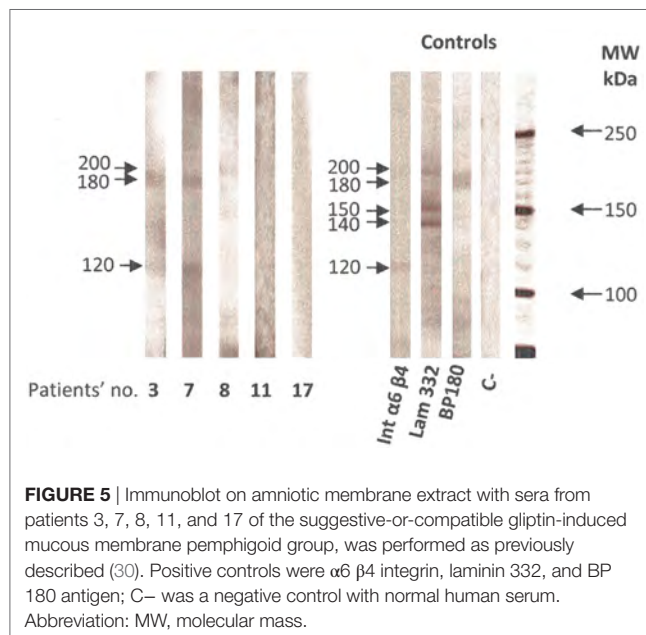 Controls
MW
kDa
250
200
200
180
180
150
150
140
120
120
100
Patients' no. 3 7 8 11 17
Int α6 β4
Lam 332
BP180
C-
FIGURE 5 | Immunoblot on amniotic membrane extract with sera from
patients 3, 7, 8, 11, and 17 of the suggestive-or-compatible gliptin-induced
mucous membrane pemphigoid group, was performed as previously
described (30). Positive controls were α6 β4 integrin, laminin 332, and BP
180 antigen; C− was a negative control with normal human serum.
Abbreviation: MW, molecular mass.